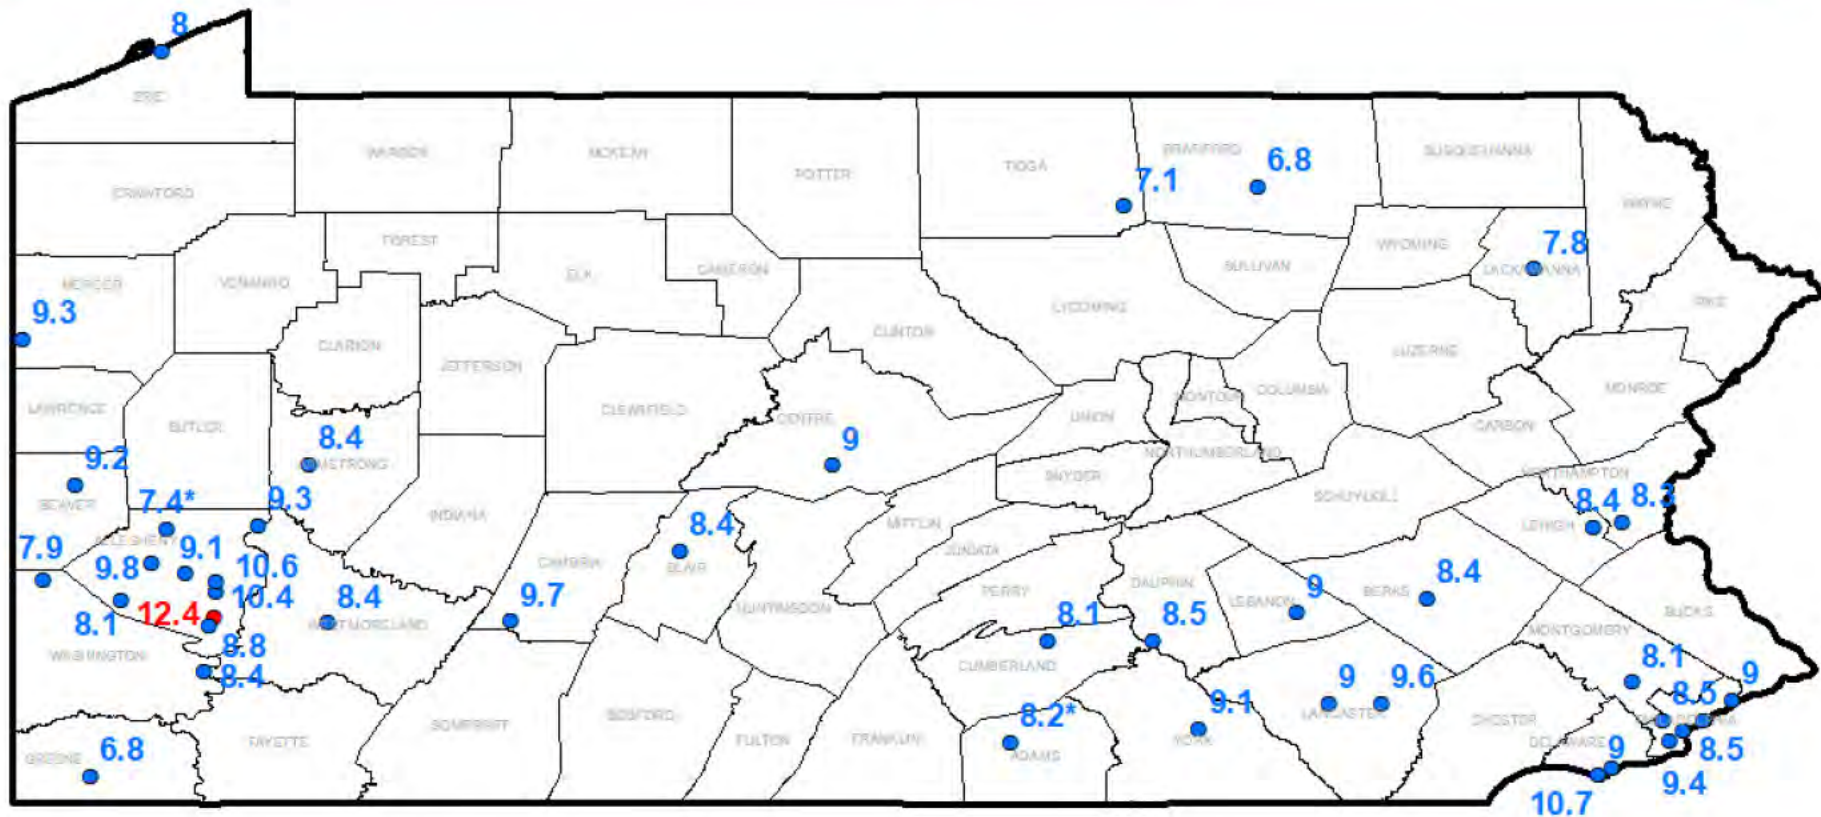 8
ERIE
WARREN
MCKEAN
POTTER
TIOGA
BRADFORD
6.8
SUSQUEHANNA
7.1
CRAWFORD
WAYNE
FOREST
WYOMING
7.8
MERCER
VENANGO
ELK
CAMERON
SULLIVAN
LACKAWANNA
9.3
LYCOMING
PIKE
CLINTON
CLARION
JEFFERSON
LUZERNE
LAWRENCE
CLEARFIELD
CENTRE
UNION
MONTOUR
COLUMBIA
MONROE
BUTLER
8.4
9
CARBON
9.2
ARMSTRONG
SNYDER
NORTHUMBERLAND
NORTHAMPTON
BEAVER
7.4*
9.3
INDIANA
SCHUYLKILL
8.4
8.3
ALLEGHENY
8.4
MIFFLIN
LEHIGH
7.9
9.8
9.1
10.6
CAMBRIA
BLAIR
JUNIATA
DAUPHIN
8.4
10.4
8.4
9.7
HUNTINGDON
PERRY
LEBANON
9
BERKS
BUCKS
8.1
12.4
WESTMORELAND
8.1
8.5
MONTGOMERY
WASHINGTON
8.8
CUMBERLAND
8.1
8.4
9
9.6
8.5
9
SOMERSET
BEDFORD
8.2*
9.1
LANCASTER
CHESTER
PHILADELPHIA
GREENE
6.8
FAYETTE
FULTON
FRANKLIN
ADAMS
YORK
DELAWARE
9
8.5
9.4
10.7